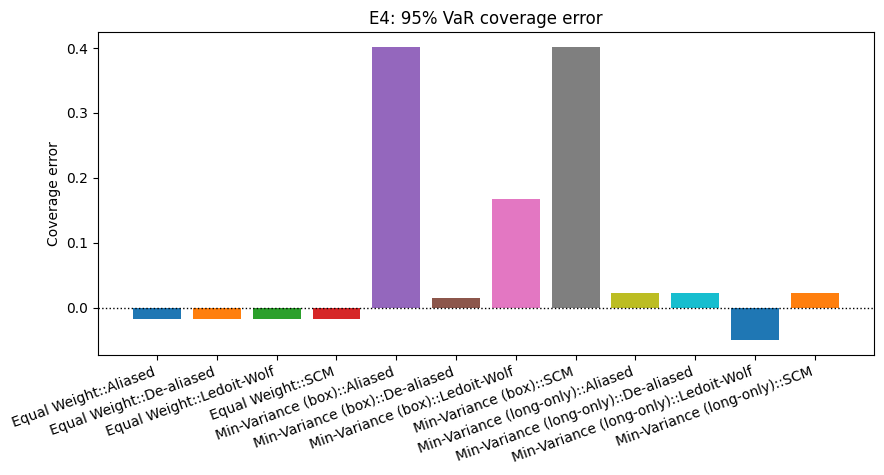 E4: 95% VaR coverage error
Coverage error
0.4
0.3
0.2
0.1
0.0
Equal Weight::Aliased
Equal Weight::De-aliased
Equal Weight::Ledoit-Wolf
Equal Weight::SCM
Min-Variance (box)::Aliased
Min-Variance (box)::De-aliased
Min-Variance (box)::Ledoit-Wolf
Min-Variance (box)::SCM
Min-Variance (long-only)::Aliased
Min-Variance (long-only)::De-aliased
Min-Variance (long-only)::Ledoit-Wolf
Min-Variance (long-only)::SCM